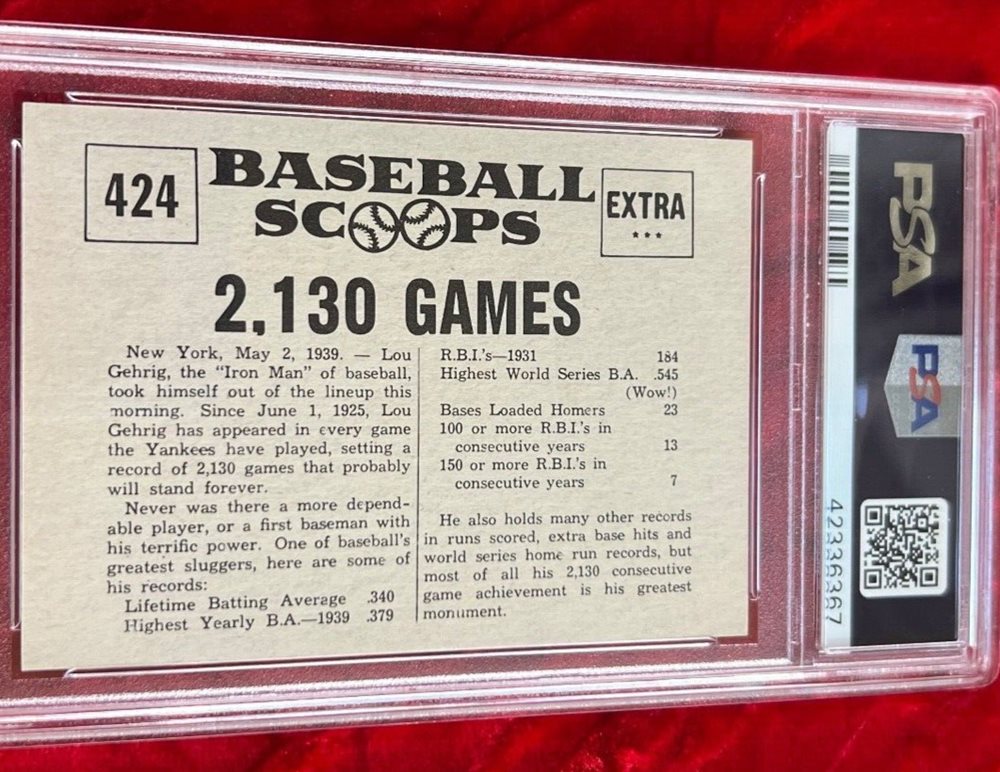 424
BASEBALL
SCOOPS
EXTRA
***
2,130 GAMES
New York, May 2, 1939. — Lou
Gehrig, the “Iron Man” of baseball,
took himself out of the lineup this
morning. Since June 1, 1925, Lou
Gehrig has appeared in every game
the Yankees have played, setting a
record of 2,130 games that probably
will stand forever.
Never was there a more depend-
able player, or a first baseman with
his terrific power. One of baseball's
greatest sluggers, here are some of
his records:
Lifetime Batting Average .340
Highest Yearly B.A.—1939 .379
R.B.I.'s—1931 184
Highest World Series B.A. .545
(Wow!)
Bases Loaded Homers 23
100 or more R.B.I.'s in
consecutive years 13
150 or more R.B.I.'s in
consecutive years 7
He also holds many other records
in runs scored, extra base hits and
world series home run records, but
most of all his 2,130 consecutive
game achievement is his greatest
monument.
PSA
PSA
42336367